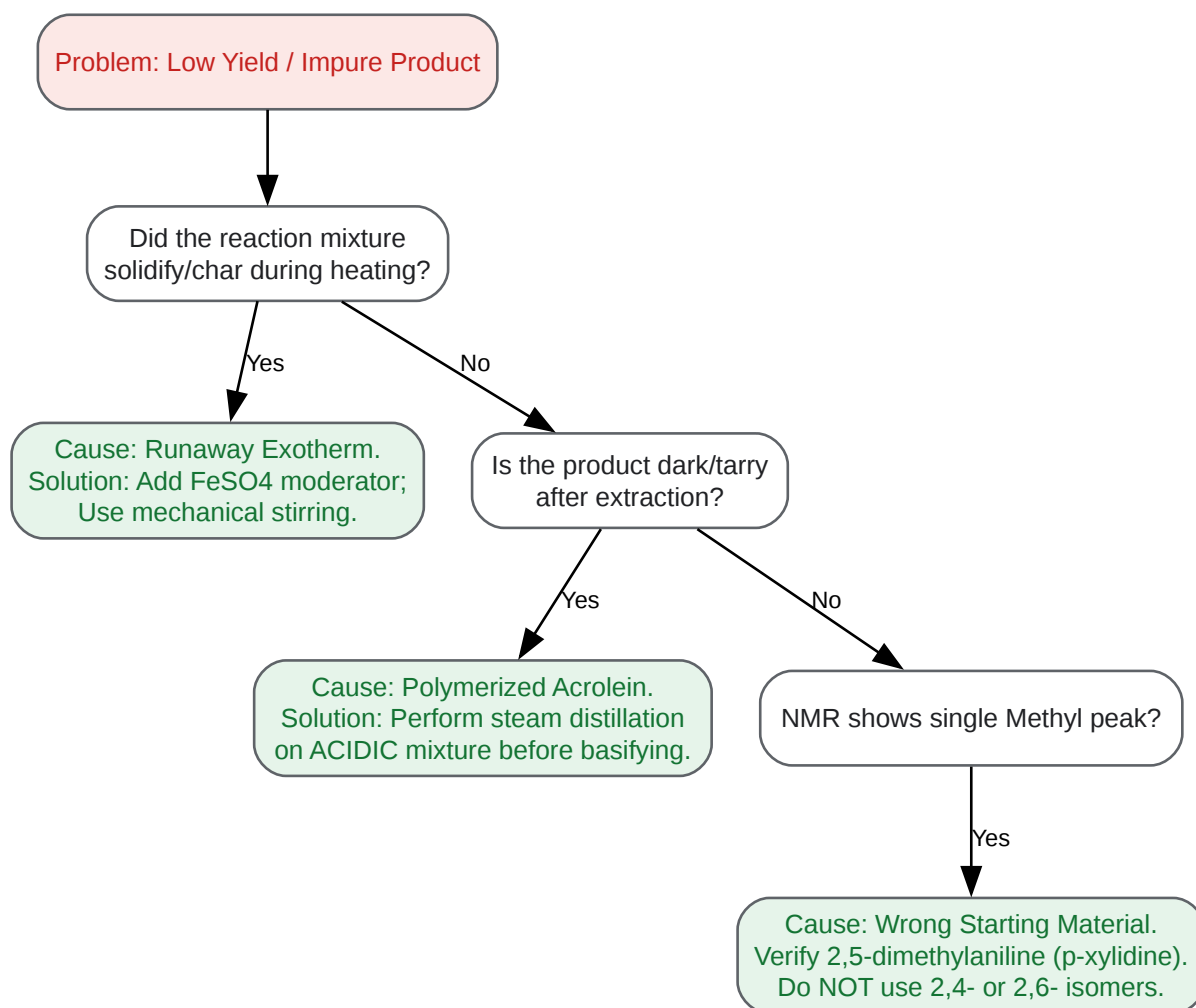 Problem: Low Yield / Impure Product
Did the reaction mixture
solidify/char during heating?
Yes
No
Cause: Runaway Exotherm.
Solution: Add FeSO4 moderator;
Use mechanical stirring.
Is the product dark/tarry
after extraction?
Yes
No
Cause: Polymerized Acrolein.
Solution: Perform steam distillation
on ACIDIC mixture before basifying.
NMR shows single Methyl peak?
Yes
Cause: Wrong Starting Material.
Verify 2,5-dimethylaniline (p-xylidine).
Do NOT use 2,4- or 2,6- isomers.